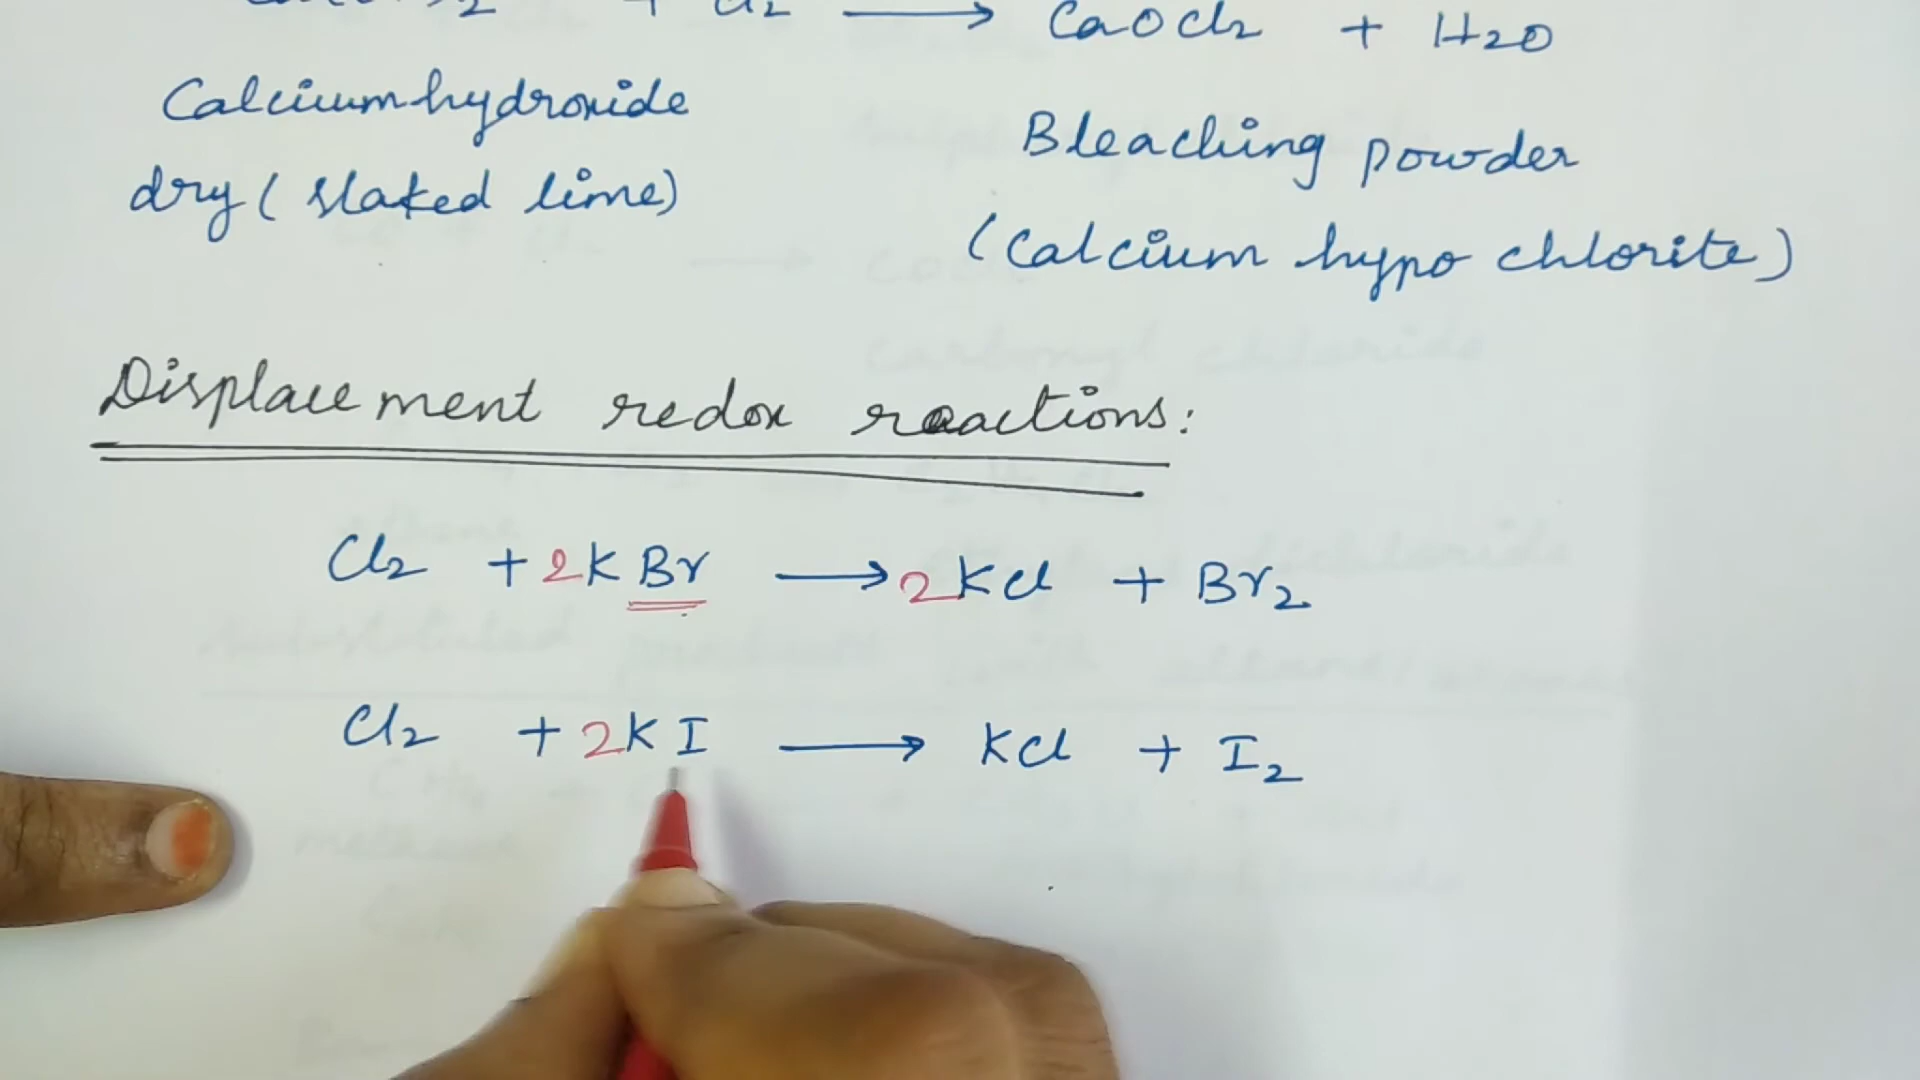 + Cl2 ⟶ CaOCl2 + H2O
Calcium hydroxide
dry ( slaked lime)
Bleaching powder
(Calcium hypo chlorite)
Displacement redox reactions:
Cl2 + 2KBr ⟶ 2KCl + Br2
Cl2 + 2KI ⟶ KCl + I2